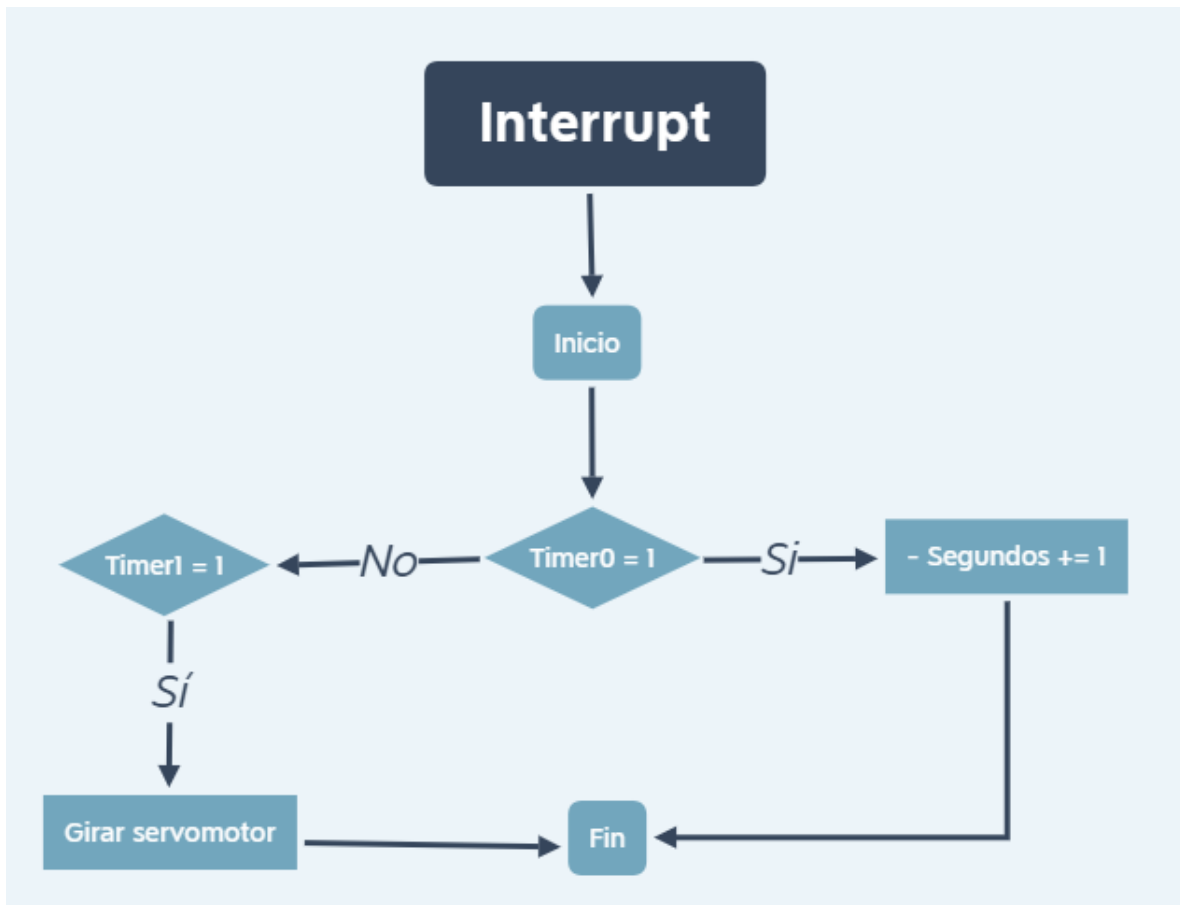 Interrupt
Inicio
Timer1 = 1
No
Timer0 = 1
Si
- Segundos += 1
Sí
Girar servomotor
Fin